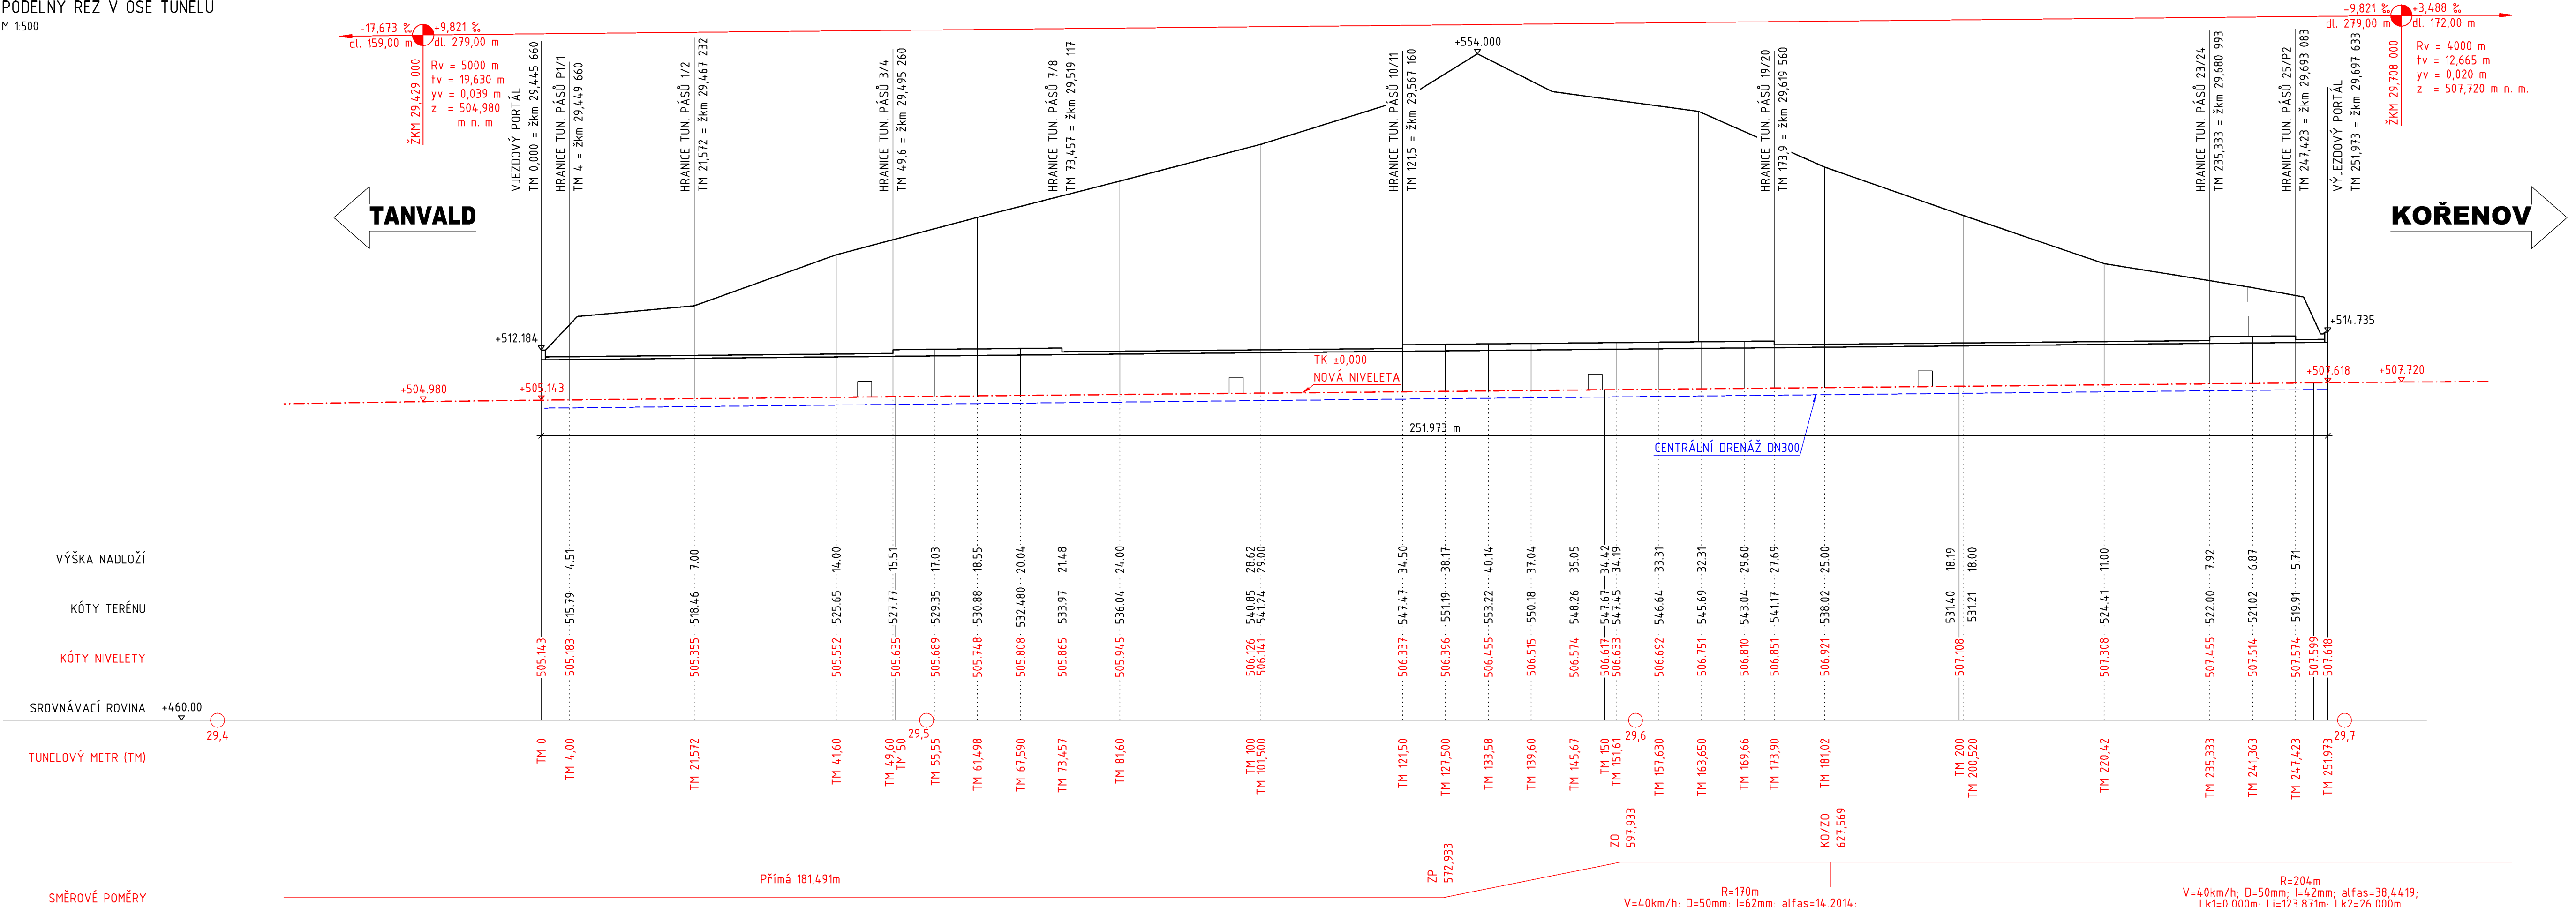 PODÉLNÝ ŘEZ V OSE TUNELU
M 1:500
-17,673 ‰
+9,821 ‰
dl. 159,00 m
dl. 279,00 m
ŽKM 29,429 000
Rv = 5000 m
tv = 19,630 m
yv = 0,039 m
z = 504,980
m n. m
-9,821 ‰
+3,488 ‰
dl. 279,00 m
dl. 172,00 m
ŽKM 29,708 000
Rv = 4000 m
tv = 12,665 m
yv = 0,020 m
z = 507,720 m n. m.
VJEZDOVÝ PORTÁL
TM 0,000 = žkm 29,445 660
HRANICE TUN. PÁSŮ P1/1
TM 4 = žkm 29,449 660
HRANICE TUN. PÁSŮ 1/2
TM 21,572 = žkm 29,467 232
HRANICE TUN. PÁSŮ 3/4
TM 49,6 = žkm 29,495 260
HRANICE TUN. PÁSŮ 7/8
TM 73,457 = žkm 29,519 117
HRANICE TUN. PÁSŮ 10/11
TM 121,5 = žkm 29,567 160
+554.000
HRANICE TUN. PÁSŮ 19/20
TM 173,9 = žkm 29,619 560
HRANICE TUN. PÁSŮ 23/24
TM 235,333 = žkm 29,680 993
HRANICE TUN. PÁSŮ 25/P2
TM 247,423 = žkm 29,693 083
VÝJEZDOVÝ PORTÁL
TM 251,973 = žkm 29,697 633
TANVALD
KOŘENOV
+512.184
+514.735
TK ±0,000
NOVÁ NIVELETA
+504.980
+505.143
+507.618
+507.720
251.973 m
CENTRÁLNÍ DRENÁŽ DN300
VÝŠKA NADLOŽÍ
4.51
7.00
14.00
15.51
17.03
18.55
20.04
21.48
24.00
28.62
29.00
34.50
38.17
40.14
37.04
35.05
34.42
34.19
33.31
32.31
29.60
27.69
25.00
18.19
18.00
11.00
7.92
6.87
5.71
KÓTY TERÉNU
515.79
518.46
525.65
527.77
529.35
530.88
532.480
533.97
536.04
540.85
541.24
547.47
551.19
553.22
550.18
548.26
547.67
547.45
546.64
545.69
543.04
541.17
538.02
531.40
531.21
524.41
522.00
521.02
519.91
KÓTY NIVELETY
505.143
505.183
505.355
505.552
505.635
505.689
505.748
505.808
505.865
505.945
506.126
506.141
506.337
506.396
506.455
506.515
506.574
506.617
506.633
506.692
506.751
506.810
506.851
506.921
507.108
507.308
507.455
507.514
507.574
507.599
507.618
SROVNÁVACÍ ROVINA +460.00
29,4
29,5
29,6
29,7
TUNELOVÝ METR (TM)
TM 0
TM 4,00
TM 21,572
TM 41,60
TM 49,60
TM 50
TM 55,55
TM 61,498
TM 67,590
TM 73,457
TM 81,60
TM 100
TM 101,500
TM 121,50
TM 127,500
TM 133,58
TM 139,60
TM 145,67
TM 150
TM 151,61
TM 157,630
TM 163,650
TM 169,66
TM 173,90
TM 181,02
TM 200
TM 200,520
TM 220,42
TM 235,333
TM 241,363
TM 247,423
TM 251.973
SMĚROVÉ POMĚRY
Přímá 181,491m
ZP
572,933
ZO
597,933
KO/ZO
627,569
R=170m
V=40km/h; D=50mm; I=62mm; alfas=14,2014;
R=204m
V=40km/h; D=50mm; I=42mm; alfas=38,4419;
Lk1=0,000m; Li=123,871m; Lk2=26,000m